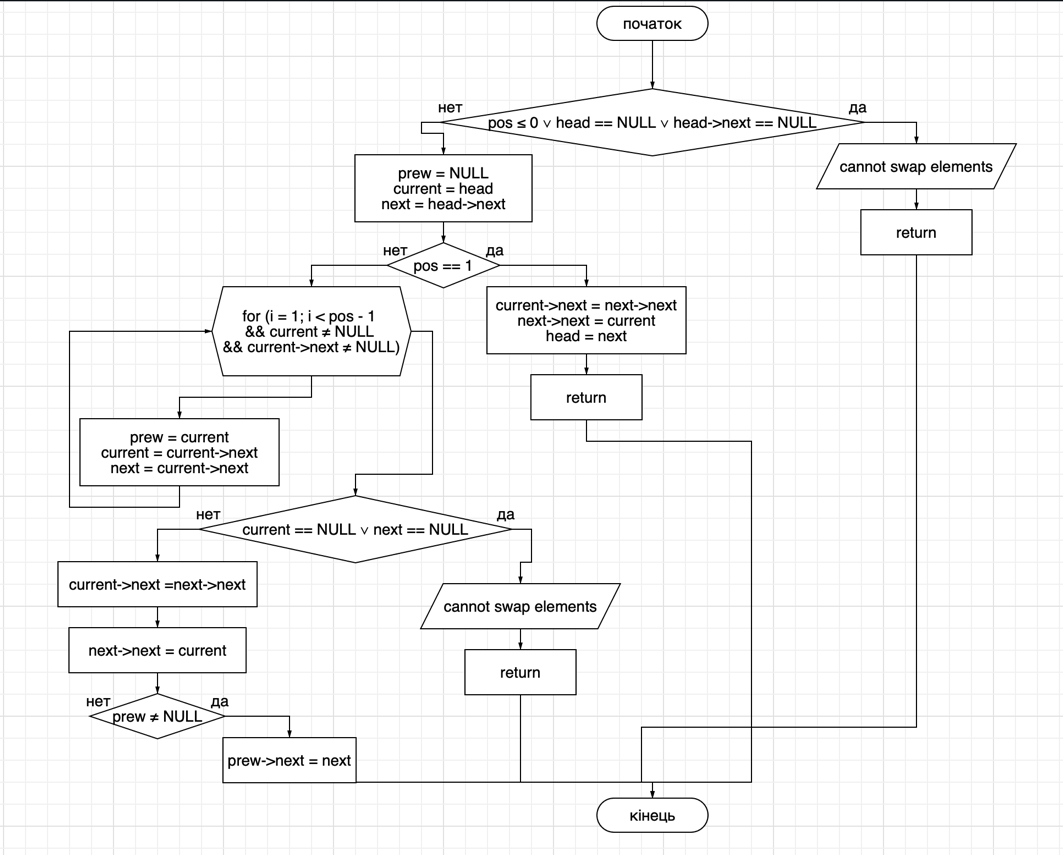 початок
нет
да
pos ≤ 0 ∨ head == NULL ∨ head->next == NULL
cannot swap elements
return
prew = NULL
current = head
next = head->next
нет
да
pos == 1
for (i = 1; i < pos - 1
&& current ≠ NULL
&& current->next ≠ NULL)
current->next = next->next
next->next = current
head = next
return
prew = current
current = current->next
next = current->next
нет
да
current == NULL ∨ next == NULL
current->next =next->next
cannot swap elements
next->next = current
return
нет
да
prew ≠ NULL
prew->next = next
кінець